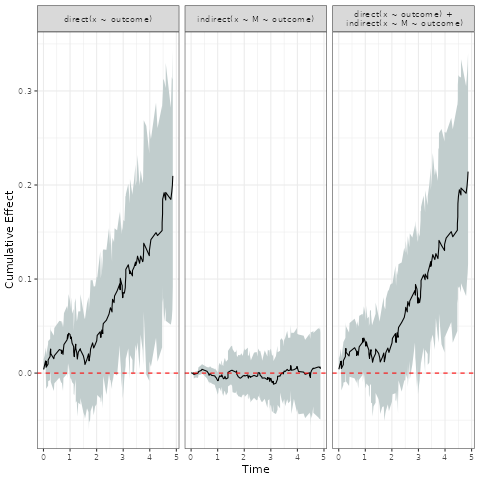 direct(x ~ outcome)
indirect(x ~ M ~ outcome)
direct(x ~ outcome) +
indirect(x ~ M ~ outcome)
Cumulative Effect
0.3
0.2
0.1
0.0
0 1 2 3 4 5
0 1 2 3 4 5
0 1 2 3 4 5
Time